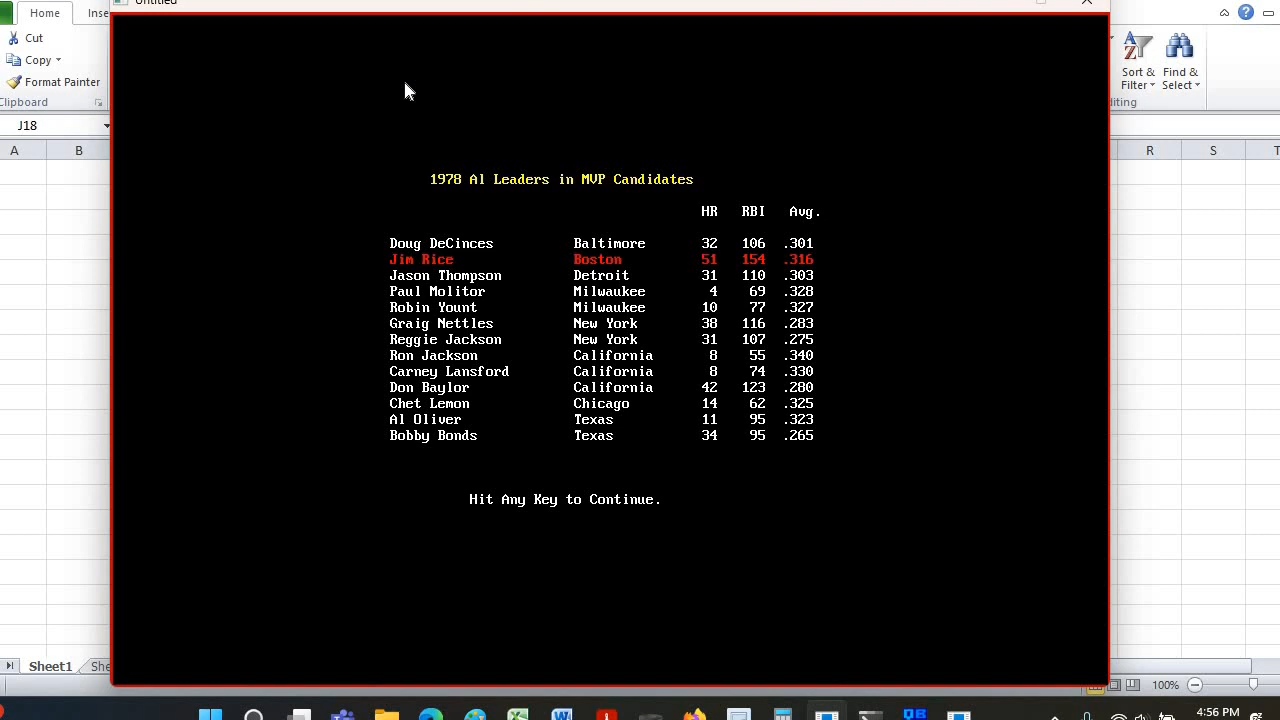 Untitled
Home Inse
Cut
Copy
Format Painter
Clipboard
Sort & Filter
Find & Select
diting
J18
A B R S T
1978 Al Leaders in MVP Candidates
HR RBI Avg.
Doug DeCinces Baltimore 32 106 .301
Jim Rice Boston 51 154 .316
Jason Thompson Detroit 31 110 .303
Paul Molitor Milwaukee 4 69 .328
Robin Yount Milwaukee 10 77 .327
Graig Nettles New York 38 116 .283
Reggie Jackson New York 31 107 .275
Ron Jackson California 8 55 .340
Carney Lansford California 8 74 .330
Don Baylor California 42 123 .280
Chet Lemon Chicago 14 62 .325
Al Oliver Texas 11 95 .323
Bobby Bonds Texas 34 95 .265
Hit Any Key to Continue.
Sheet1 She
100%
QB
4:56 PM